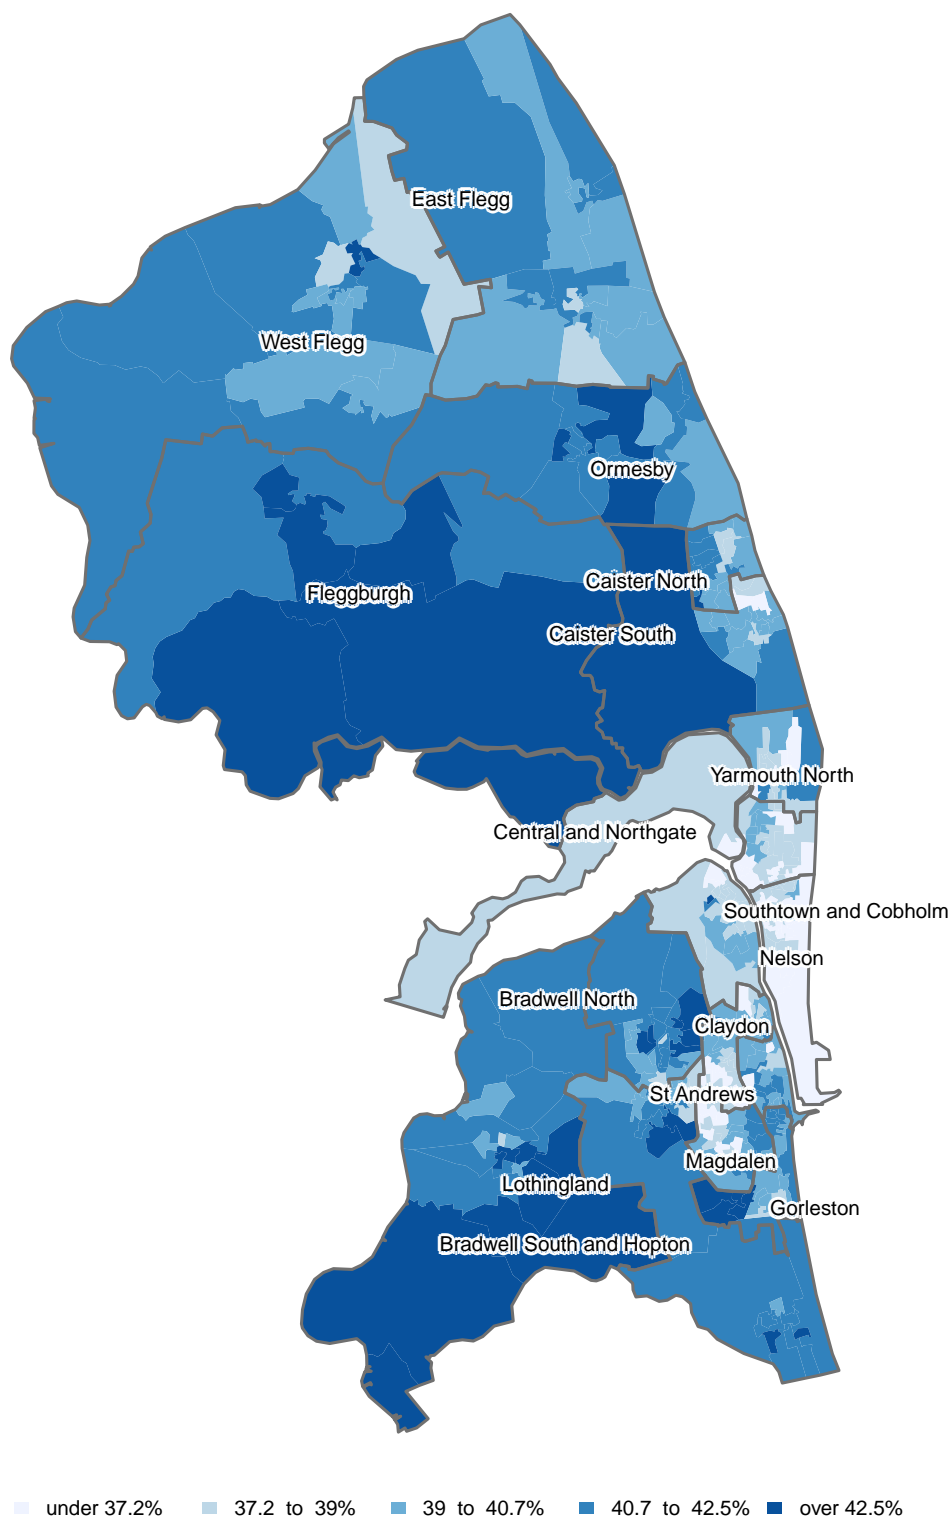 East Flegg
West Flegg
Ormesby
Caister North
Fleggburgh
Caister South
Yarmouth North
Central and Northgate
Southtown and Cobholm
Nelson
Bradwell North
Claydon
St Andrews
Magdalen
Lothingland
Gorleston
Bradwell South and Hopton
under 37.2% 37.2 to 39% 39 to 40.7% 40.7 to 42.5% over 42.5%